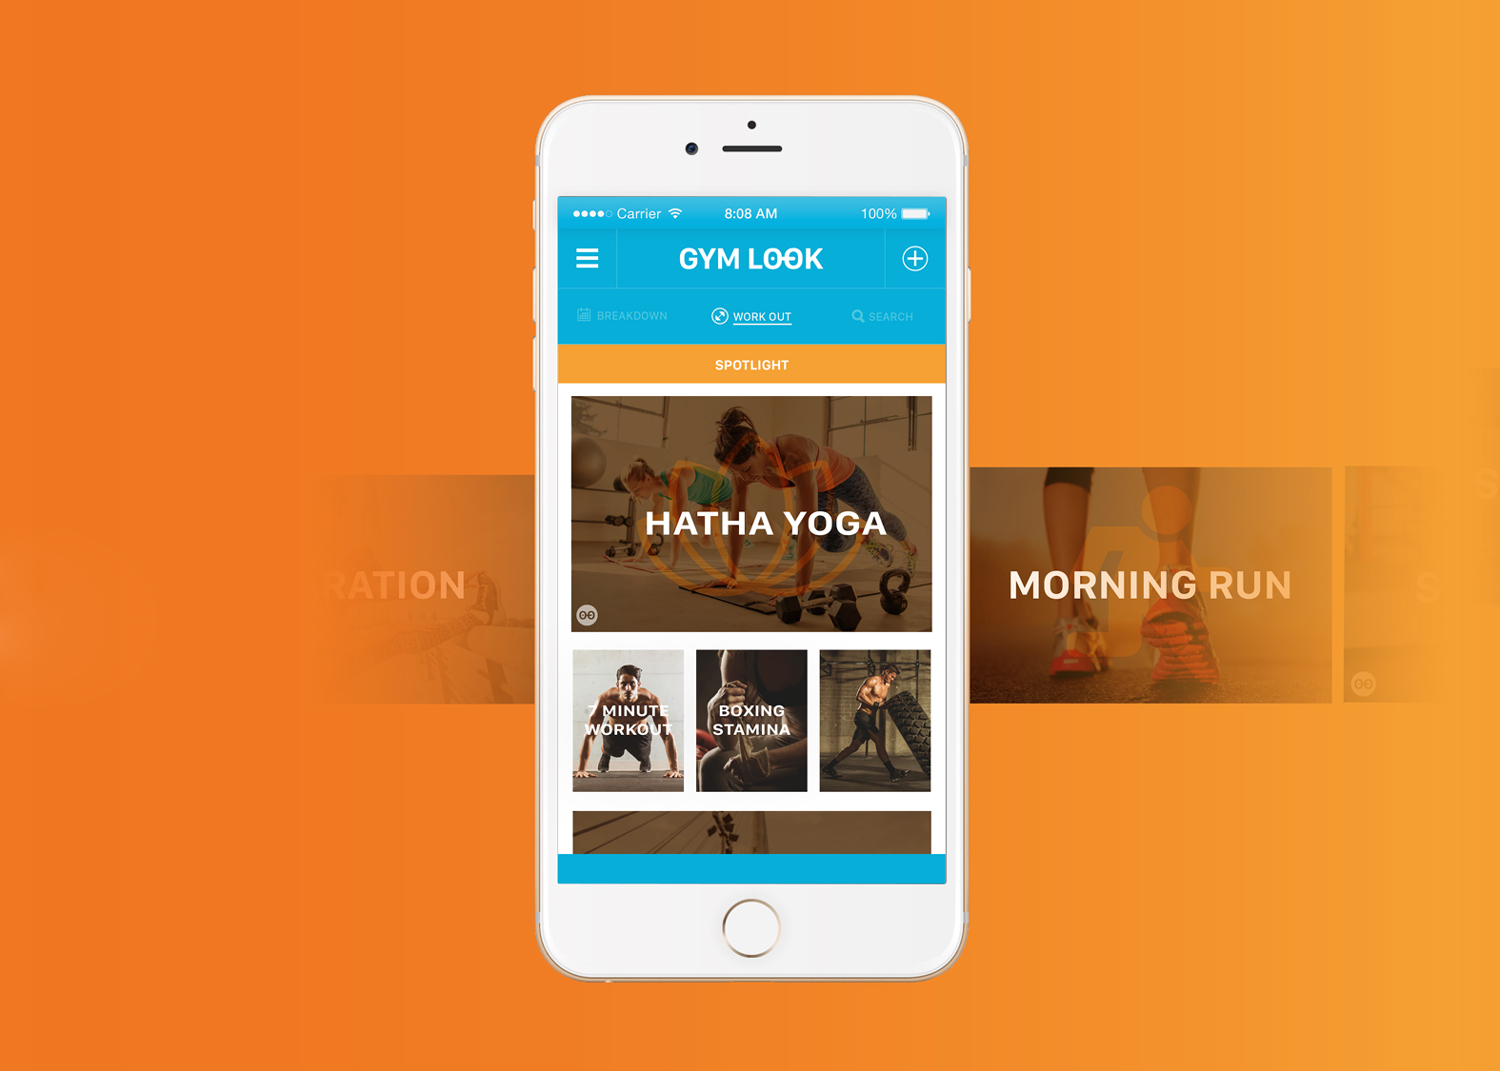 Carrier 8:08 AM 100%
GYM LOOK
BREAKDOWN WORK OUT SEARCH
SPOTLIGHT
HATHA YOGA
RATION
MORNING RUN
S
S
7 MINUTE
WORKOUT
BOXING
STAMINA